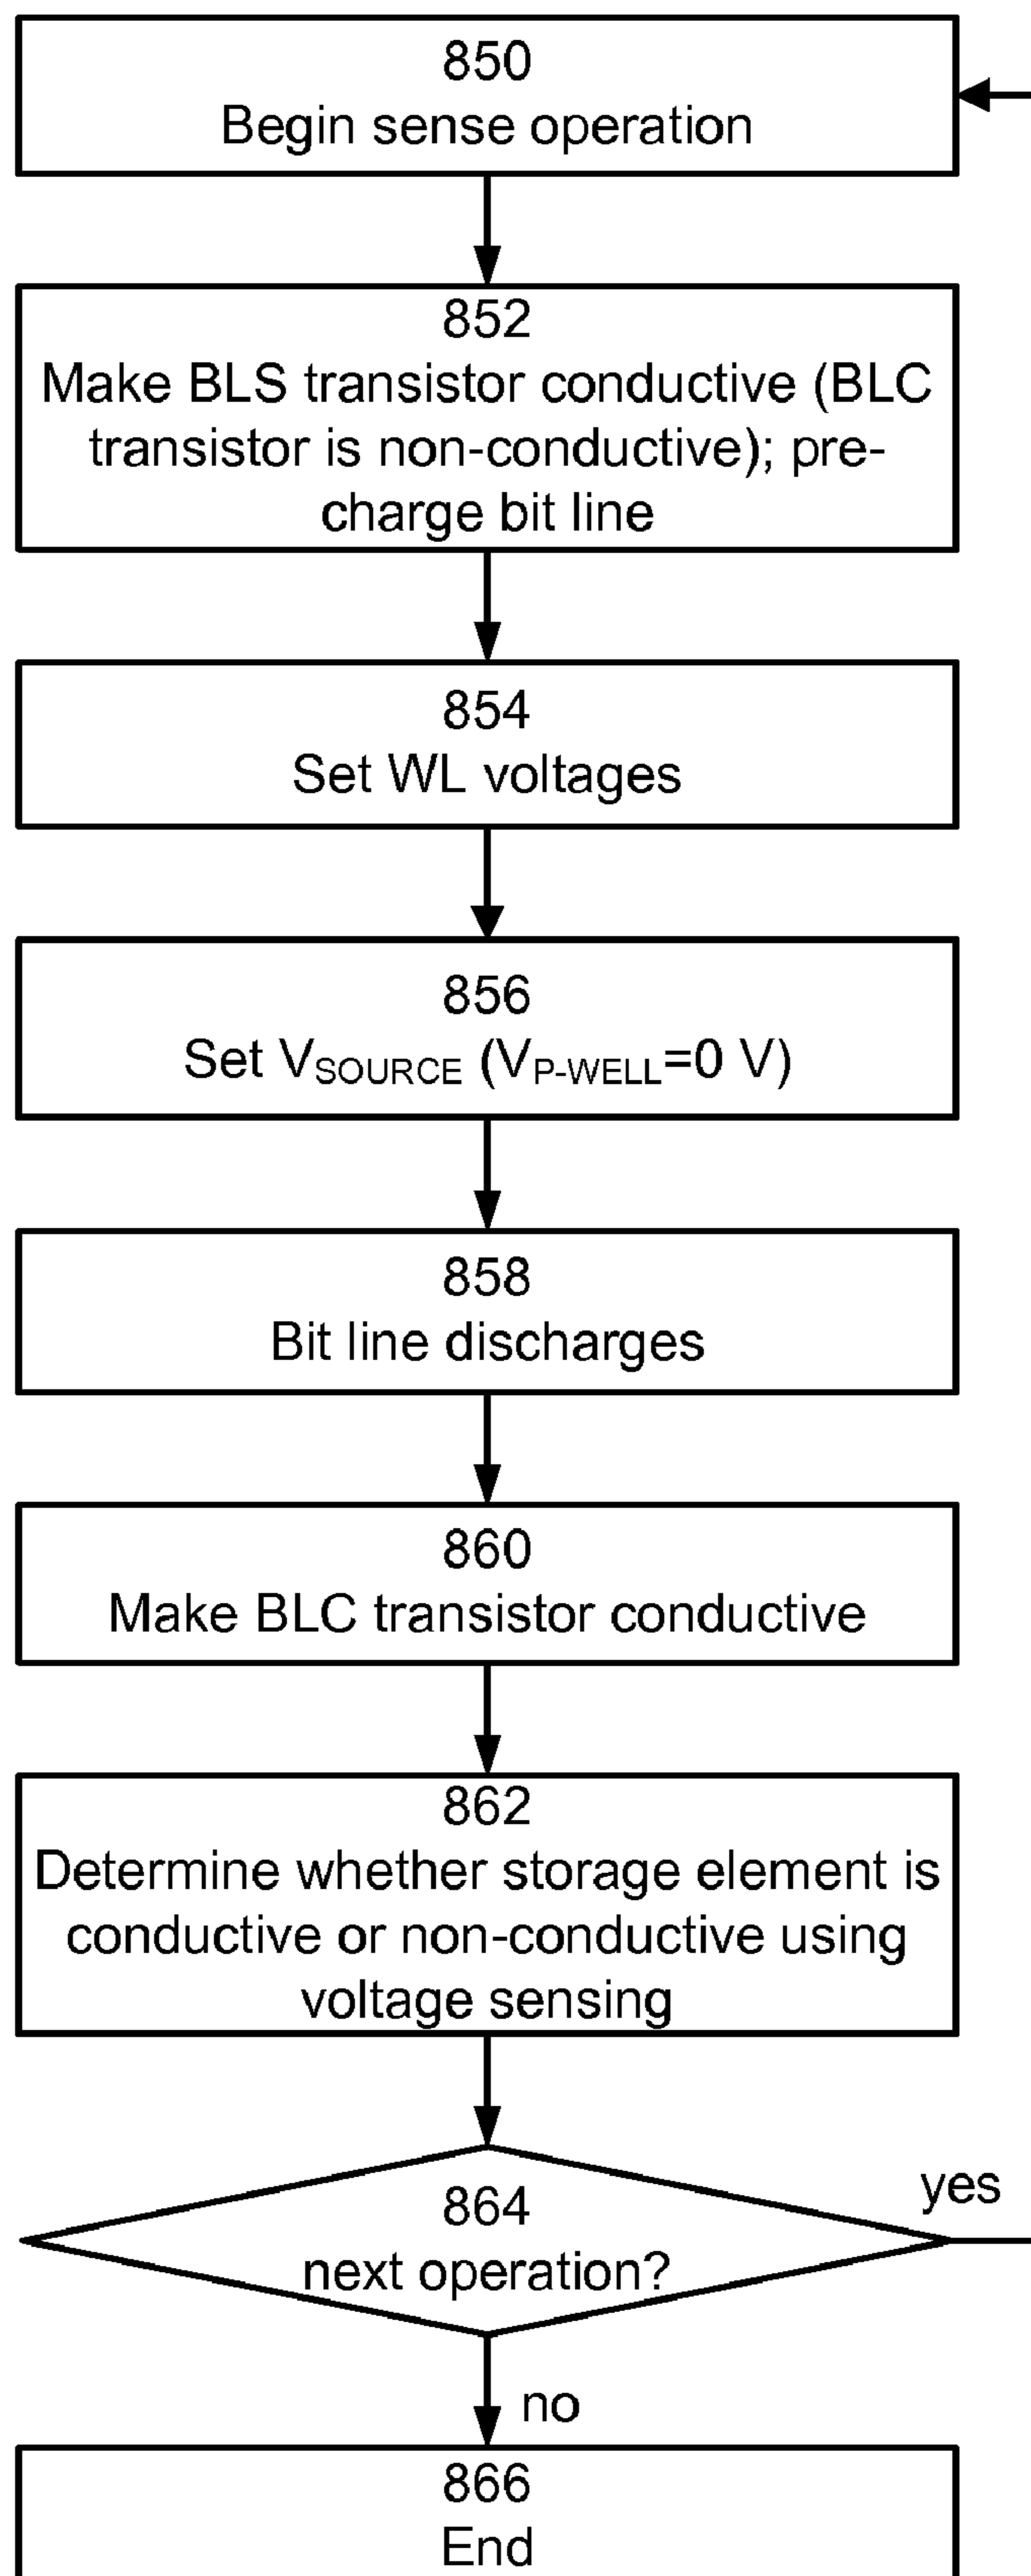 850
Begin sense operation
852
Make BLS transistor conductive (BLC
transistor is non-conductive); pre-
charge bit line
854
Set WL voltages
856
Set VSOURCE (VP-WELL=0 V)
858
Bit line discharges
860
Make BLC transistor conductive
862
Determine whether storage element is
conductive or non-conductive using
voltage sensing
864
next operation?
yes
no
866
End